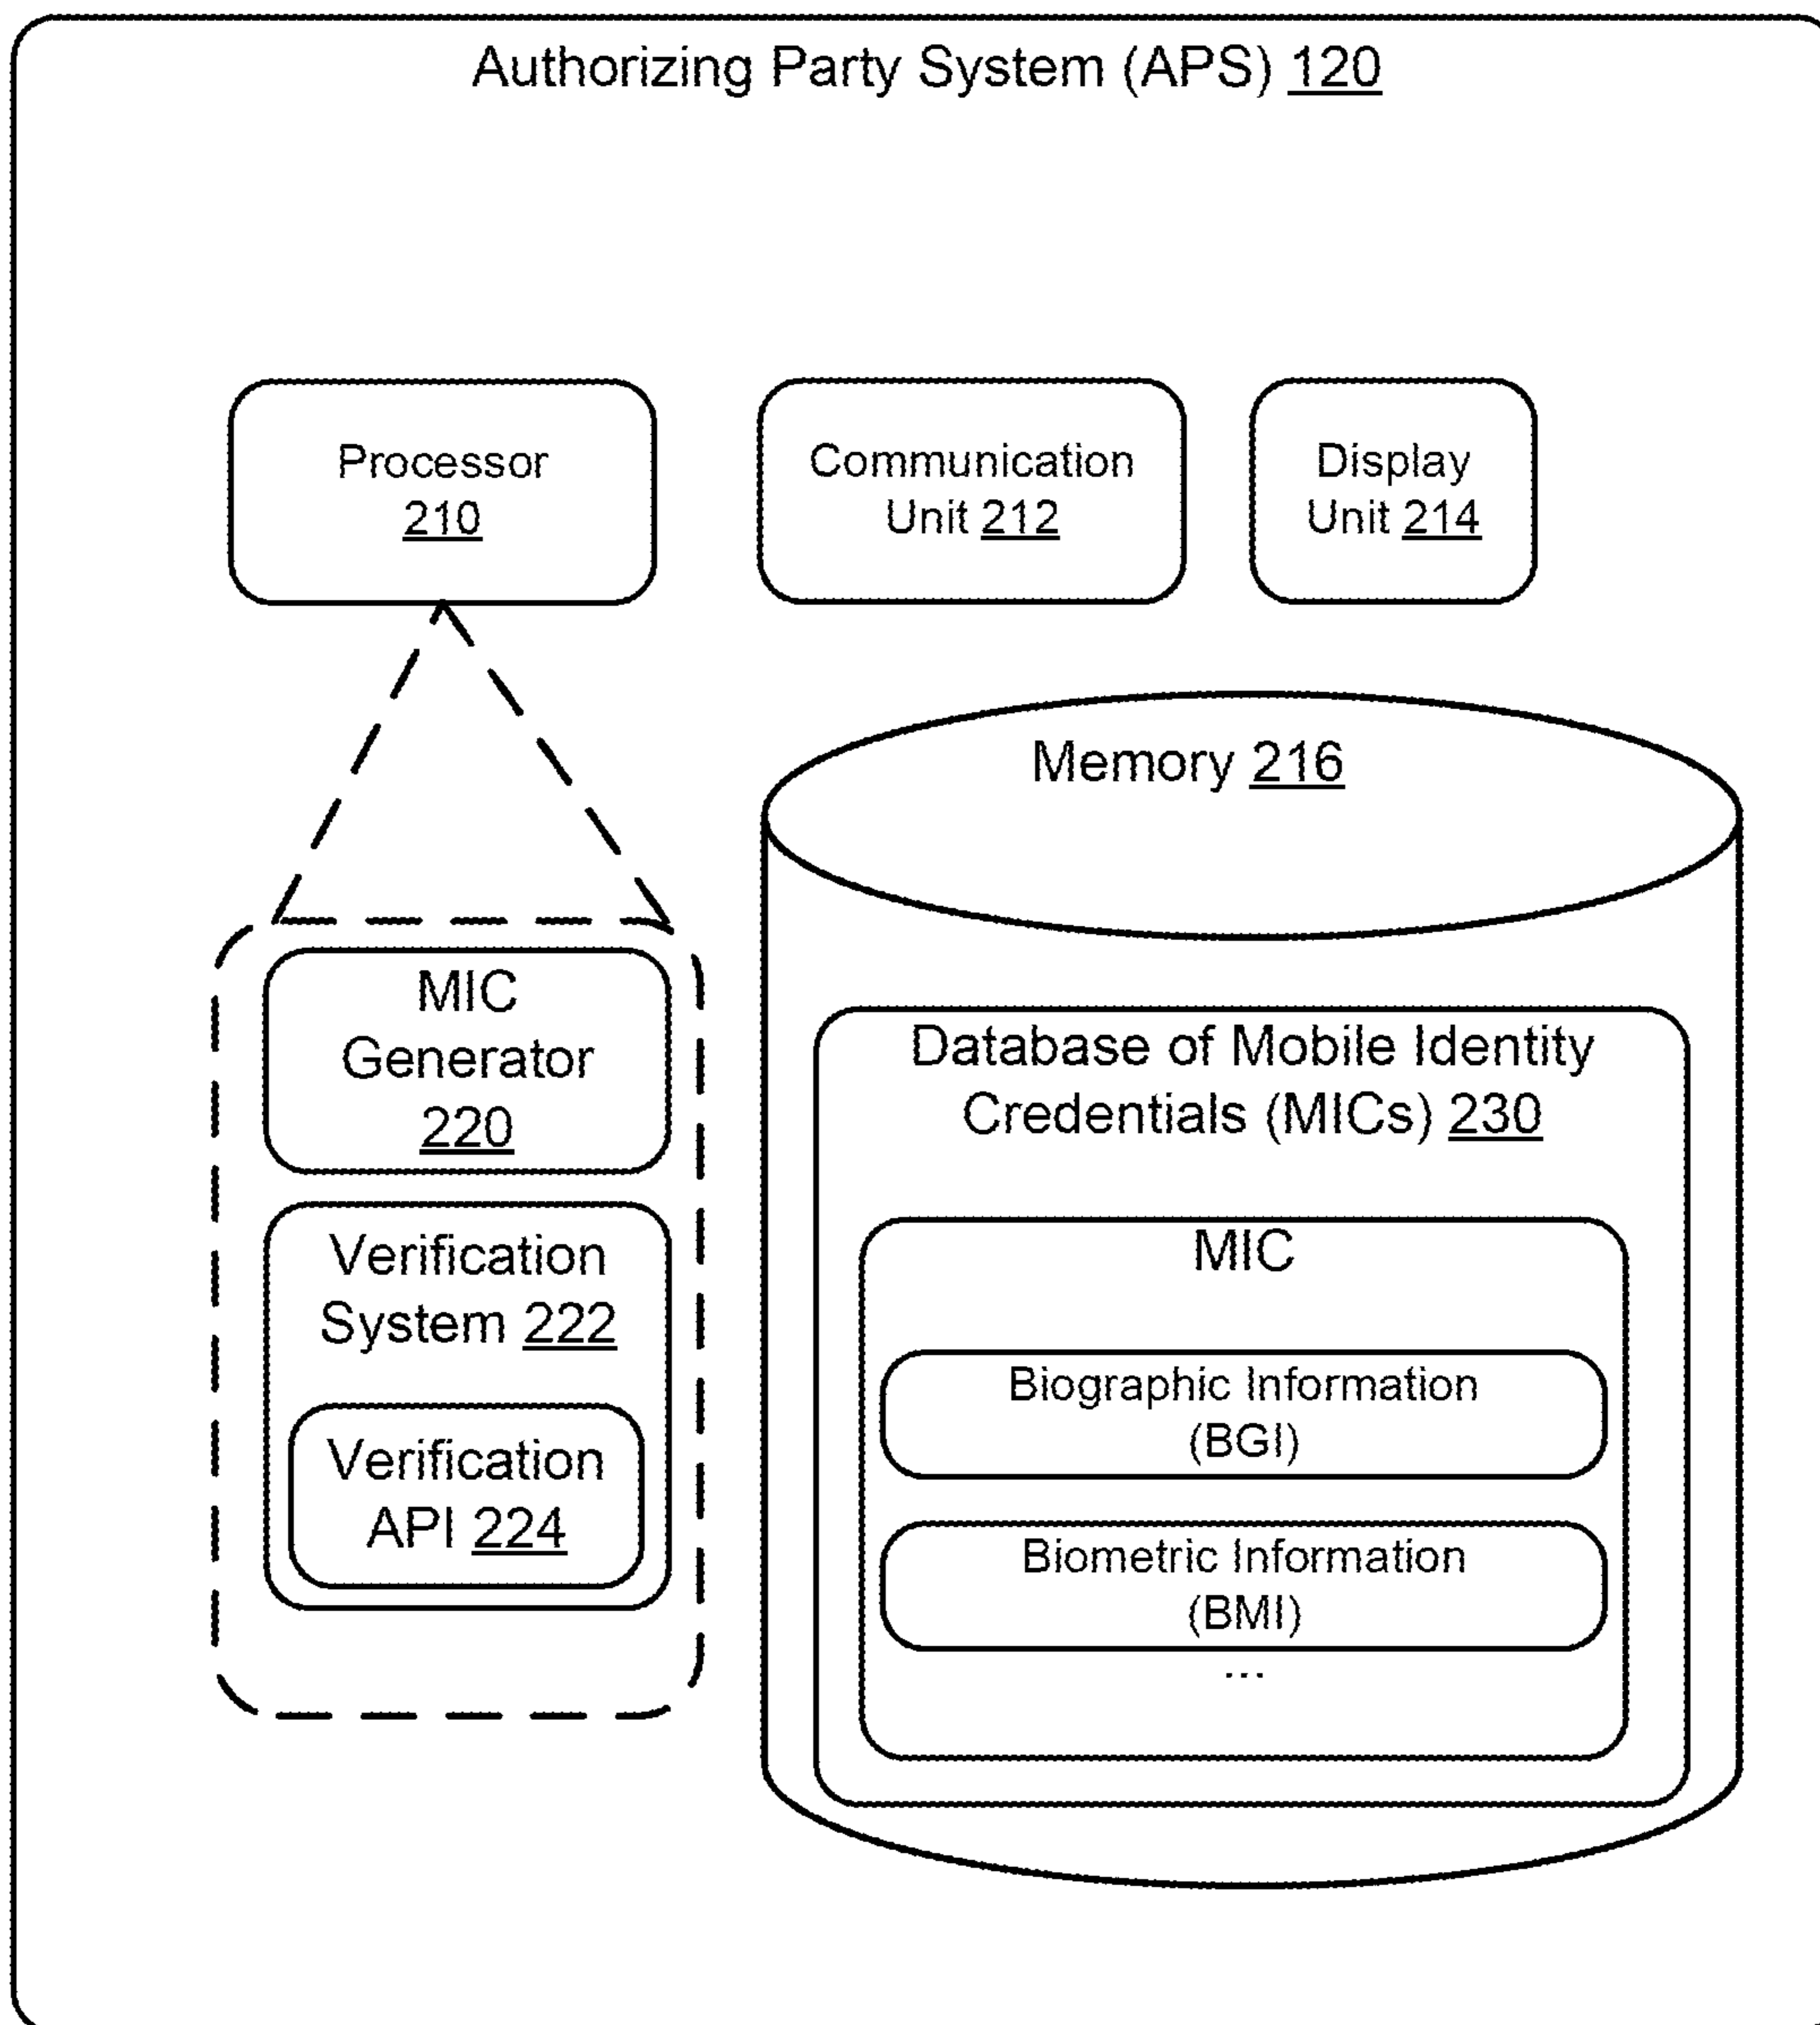 Authorizing Party System (APS) 120
Processor
210
Communication
Unit 212
Display
Unit 214
Memory 216
MIC
Generator
220
Verification
System 222
Verification
API 224
Database of Mobile Identity
Credentials (MICs) 230
MIC
Biographic Information
(BGI)
Biometric Information
(BMI)
...